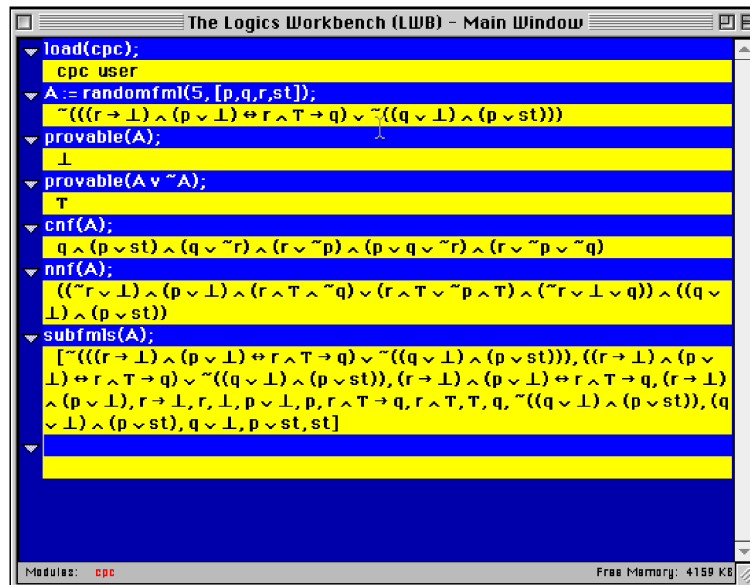 The Logics Workbench (LWB) - Main Window
load(cpc);
cpc user
A := randomfml(5, [p,q,r,st]);
~(((r → ⊥) ∧ (p ∨ ⊥) ↔ r ∧ ⊤ → q) ∨ ~((q ∨ ⊥) ∧ (p ∨ st)))
provable(A);
⊥
provable(A v ~A);
⊤
cnf(A);
q ∧ (p ∨ st) ∧ (q ∨ ~r) ∧ (r ∨ ~p) ∧ (p ∨ q ∨ ~r) ∧ (r ∨ ~p ∨ ~q)
nnf(A);
((~r ∨ ⊥) ∧ (p ∨ ⊥) ∧ (r ∧ ⊤ ∧ ~q) ∨ (r ∧ ⊤ ∨ ~p ∧ ⊤) ∧ (~r ∨ ⊥ ∨ q)) ∧ ((q ∨
⊥) ∧ (p ∨ st))
subfmls(A);
[~(((r → ⊥) ∧ (p ∨ ⊥) ↔ r ∧ ⊤ → q) ∨ ~((q ∨ ⊥) ∧ (p ∨ st))), ((r → ⊥) ∧ (p ∨
⊥) ↔ r ∧ ⊤ → q) ∨ ~((q ∨ ⊥) ∧ (p ∨ st)), (r → ⊥) ∧ (p ∨ ⊥) ↔ r ∧ ⊤ → q, (r → ⊥)
∧ (p ∨ ⊥), r → ⊥, r, ⊥, p ∨ ⊥, p, r ∧ ⊤ → q, r ∧ ⊤, ⊤, q, ~((q ∨ ⊥) ∧ (p ∨ st)), (q
∨ ⊥) ∧ (p ∨ st), q ∨ ⊥, p ∨ st, st]
Modules: cpc Free Memory: 4159 KB